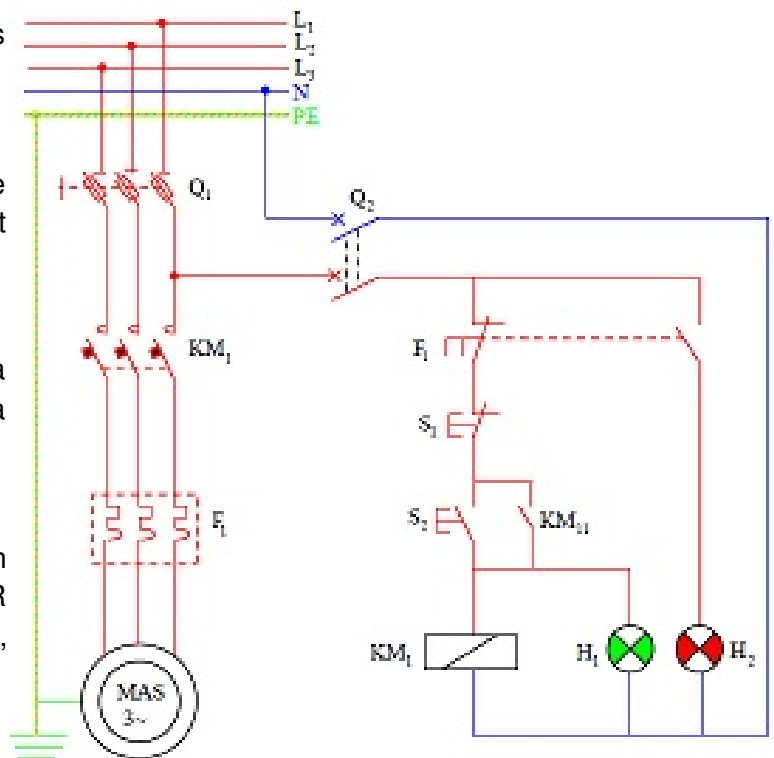 L₁
s
L₂
L₃
N
PE
e
Q₁
Q₂
t
KM₁
F₁
a
a
S₁
S₂
KM₁₁
F₁
n
R
,
KM₁
H₁
H₂
MAS
3~